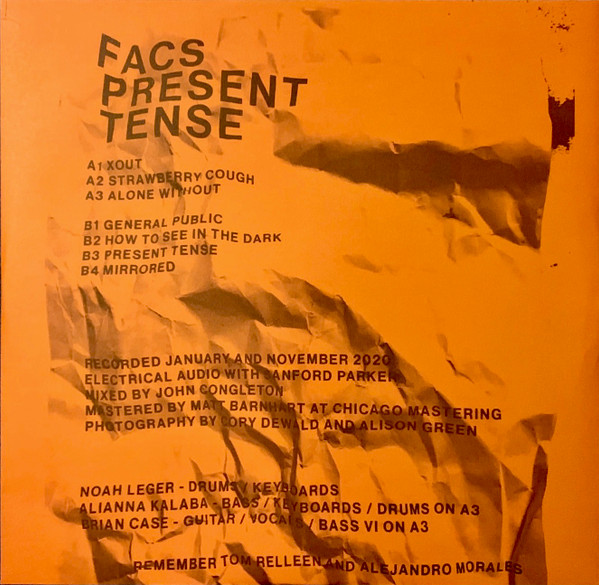 FACS
PRESENT
TENSE
A1 XOUT
A2 STRAWBERRY COUGH
A3 ALONE WITHOUT
B1 GENERAL PUBLIC
B2 HOW TO SEE IN THE DARK
B3 PRESENT TENSE
B4 MIRRORED
RECORDED JANUARY AND NOVEMBER 2020
ELECTRICAL AUDIO WITH SANFORD PARKER
MIXED BY JOHN CONGLETON
MASTERED BY MATT BARNHART AT CHICAGO MASTERING
PHOTOGRAPHY BY CORY DEWALD AND ALISON GREEN
NOAH LEGER - DRUMS / KEYBOARDS
ALIANNA KALABA - BASS / KEYBOARDS / DRUMS ON A3
BRIAN CASE - GUITAR / VOCALS / BASS VI ON A3
REMEMBER TOM RELLEEN AND ALEJANDRO MORALES